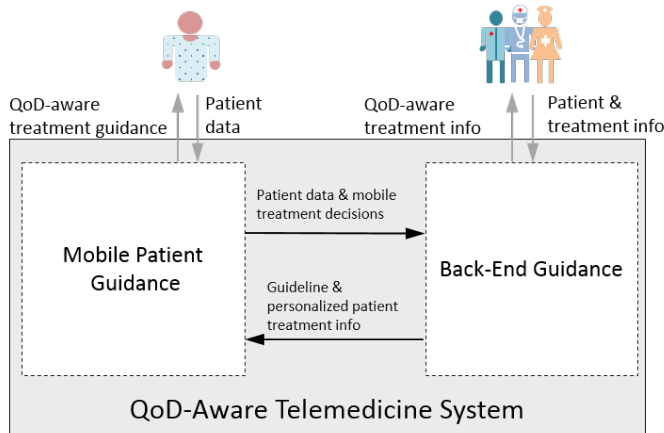 QoD-aware
treatment guidance
Patient
data
QoD-aware
treatment info
Patient &
treatment info
Mobile Patient
Guidance
Patient data & mobile
treatment decisions
Guideline &
personalized patient
treatment info
Back-End Guidance
QoD-Aware Telemedicine System